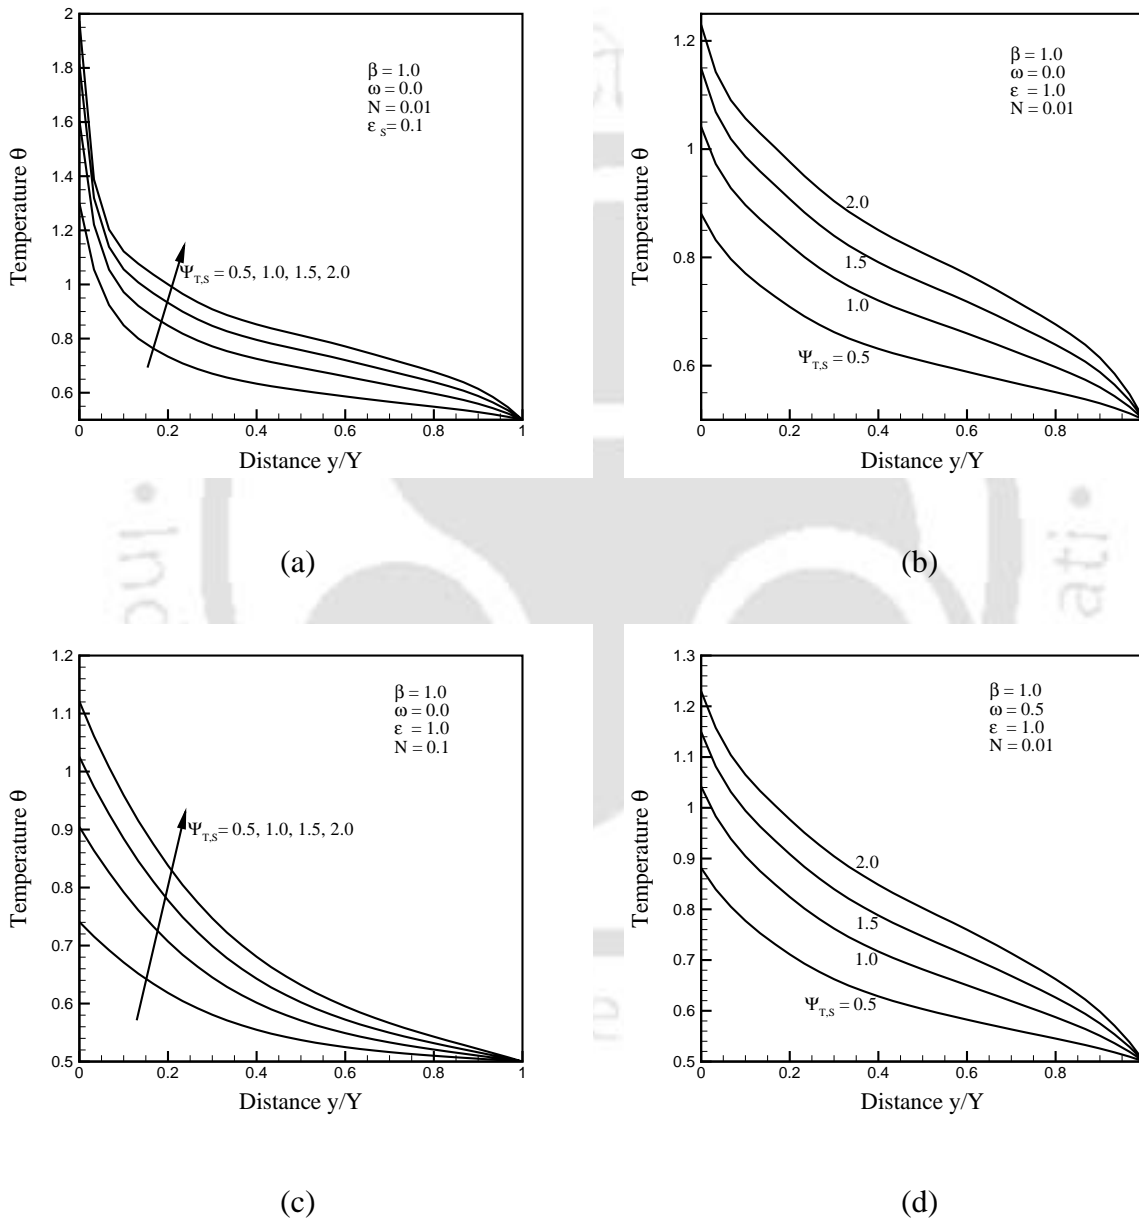 2
1.8
1.6
1.4
1.2
1
0.8
0.6
Temperature θ
β = 1.0
ω = 0.0
N = 0.01
ε s = 0.1
ΨT,S = 0.5, 1.0, 1.5, 2.0
0 0.2 0.4 0.6 0.8 1
Distance y/Y
(a)
1.2
1
0.8
0.6
Temperature θ
β = 1.0
ω = 0.0
ε = 1.0
N = 0.01
2.0
1.5
1.0
ΨT,S = 0.5
0 0.2 0.4 0.6 0.8
Distance y/Y
(b)
ati
1.2
1.1
1
0.9
0.8
0.7
0.6
0.5
Temperature θ
β = 1.0
ω = 0.0
ε = 1.0
N = 0.1
ΨT,S = 0.5, 1.0, 1.5, 2.0
0 0.2 0.4 0.6 0.8 1
Distance y/Y
(c)
1.3
1.2
1.1
1
0.9
0.8
0.7
0.6
0.5
Temperature θ
β = 1.0
ω = 0.5
ε = 1.0
N = 0.01
2.0
1.5
1.0
ΨT,S = 0.5
0 0.2 0.4 0.6 0.8
Distance y/Y
(d)